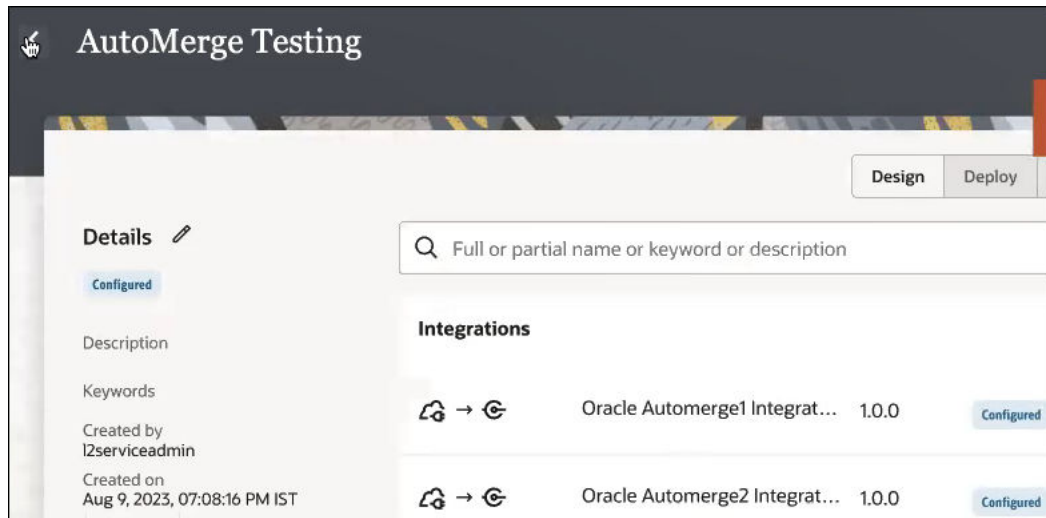 AutoMerge Testing
Design Deploy
Details
Full or partial name or keyword or description
Configured
Description
Keywords
Created by
l2serviceadmin
Created on
Aug 9, 2023, 07:08:16 PM IST
Integrations
Oracle Automerge1 Integrat... 1.0.0 Configured
Oracle Automerge2 Integrat... 1.0.0 Configured